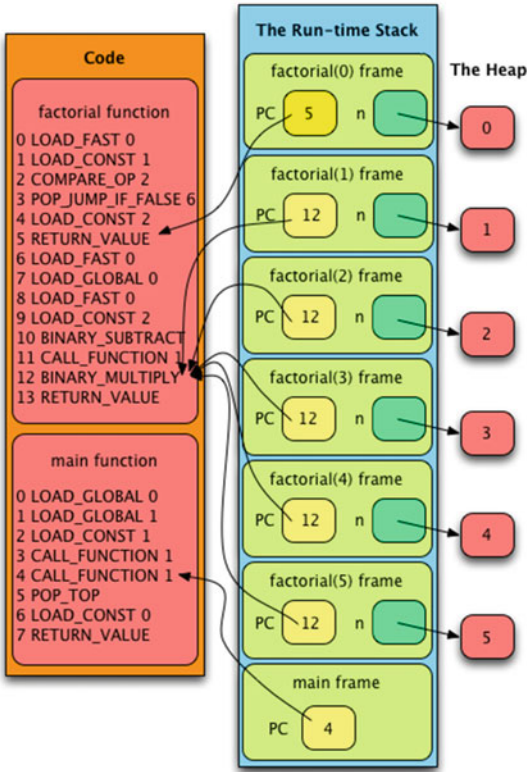 Code
factorial function
0 LOAD_FAST 0
1 LOAD_CONST 1
2 COMPARE_OP 2
3 POP_JUMP_IF_FALSE 6
4 LOAD_CONST 2
5 RETURN_VALUE
6 LOAD_FAST 0
7 LOAD_GLOBAL 0
8 LOAD_FAST 0
9 LOAD_CONST 2
10 BINARY_SUBTRACT
11 CALL_FUNCTION 1
12 BINARY_MULTIPLY
13 RETURN_VALUE
main function
0 LOAD_GLOBAL 0
1 LOAD_GLOBAL 1
2 LOAD_CONST 1
3 CALL_FUNCTION 1
4 CALL_FUNCTION 1
5 POP_TOP
6 LOAD_CONST 0
7 RETURN_VALUE
The Run-time Stack
factorial(0) frame
PC 5 n
factorial(1) frame
PC 12 n
factorial(2) frame
PC 12 n
factorial(3) frame
PC 12 n
factorial(4) frame
PC 12 n
factorial(5) frame
PC 12 n
main frame
PC 4
The Heap
0
1
2
3
4
5